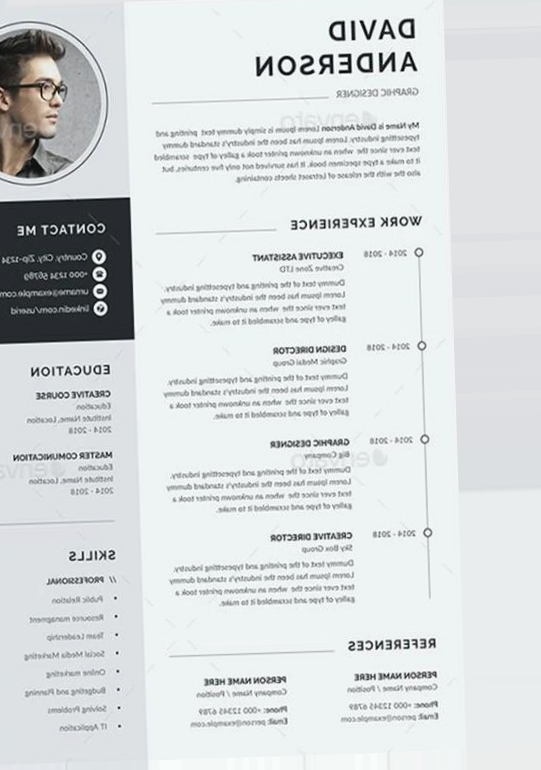 DAVID
ANDERSON
GRAPHIC DESIGNER
My Name is David Anderson Lorem Ipsum is simply dummy text printing and
typesetting industry. Lorem Ipsum has been the industry's standard dummy
text ever since the when an unknown printer took a galley of type scrambled
it to make a type specimen book. It has survived not only five centuries, but
also the with the release of Letraset sheets containing.
WORK EXPERIENCE
2014 - 2018
EXECUTIVE ASSISTANT
Creative Zone LTD
Dummy text of the printing and typesetting industry.
Lorem Ipsum has been the industry's standard dummy
text ever since the when an unknown printer took a
galley of type and scrambled it to make.
2014 - 2018
DESIGN DIRECTOR
Graphic Medai Group
Dummy text of the printing and typesetting industry.
Lorem Ipsum has been the industry's standard dummy
text ever since the when an unknown printer took a
galley of type and scrambled it to make.
2014 - 2018
GRAPHIC DESIGNER
Big Company
Dummy text of the printing and typesetting industry.
Lorem Ipsum has been the industry's standard dummy
text ever since the when an unknown printer took a
galley of type and scrambled it to make.
2014 - 2018
CREATIVE DIRECTOR
Sky Box Group
Dummy text of the printing and typesetting industry.
Lorem Ipsum has been the industry's standard dummy
text ever since the when an unknown printer took a
galley of type and scrambled it to make.
REFERENCES
PERSON NAME HERE
Company Name / Position
Phone: +000 12345 6789
Email: person@example.com
PERSON NAME HERE
Company Name / Position
Phone: +000 12345 6789
Email: person@example.com
CONTACT ME
City, Country, Zip-1234
+000 1234 56789
urname@example.com
linkedin.com/userid
EDUCATION
CREATIVE COURSE
Education
Institute Name, Location
2014 - 2018
MASTER COMUNICATION
Education
Institute Name, Location
2014 - 2018
SKILLS
// PROFESSIONAL
• Public Relation
• Resource managment
• Team Leadership
• Social Media Marketing
• Online marketing
• Budgeting and Planning
• Solving Problems
• IT Application
envato
envato